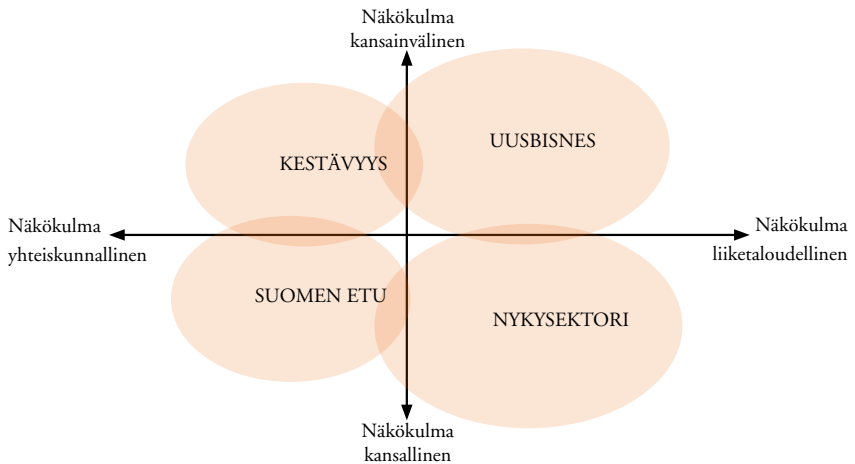 Näkökulma
kansainvälinen
UUSBISNES
KESTÄVYYS
Näkökulma
yhteiskunnallinen
Näkökulma
liiketaloudellinen
SUOMEN ETU
NYKYSEKTORI
Näkökulma
kansallinen